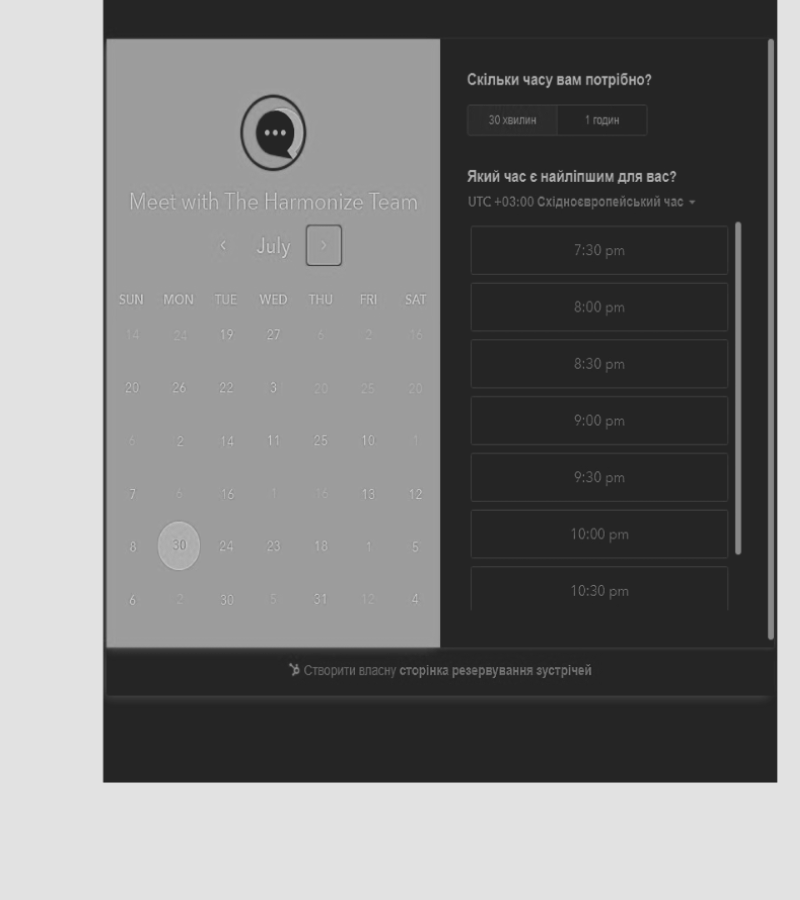 Meet with The Harmonize Team
July
SUN MON TUE WED THU FRI SAT
14 24 19 27 6 2 16
20 26 22 3 20 25 20
6 2 14 11 25 10 1
7 6 16 1 16 13 12
8 30 24 23 18 1 5
6 2 30 5 31 12 4
Скільки часу вам потрібно?
30 хвилин 1 годин
Який час є найліпшим для вас?
UTC +03:00 Східноєвропейський час
7:30 pm
8:00 pm
8:30 pm
9:00 pm
9:30 pm
10:00 pm
10:30 pm
Створити власну сторінка резервування зустрічей